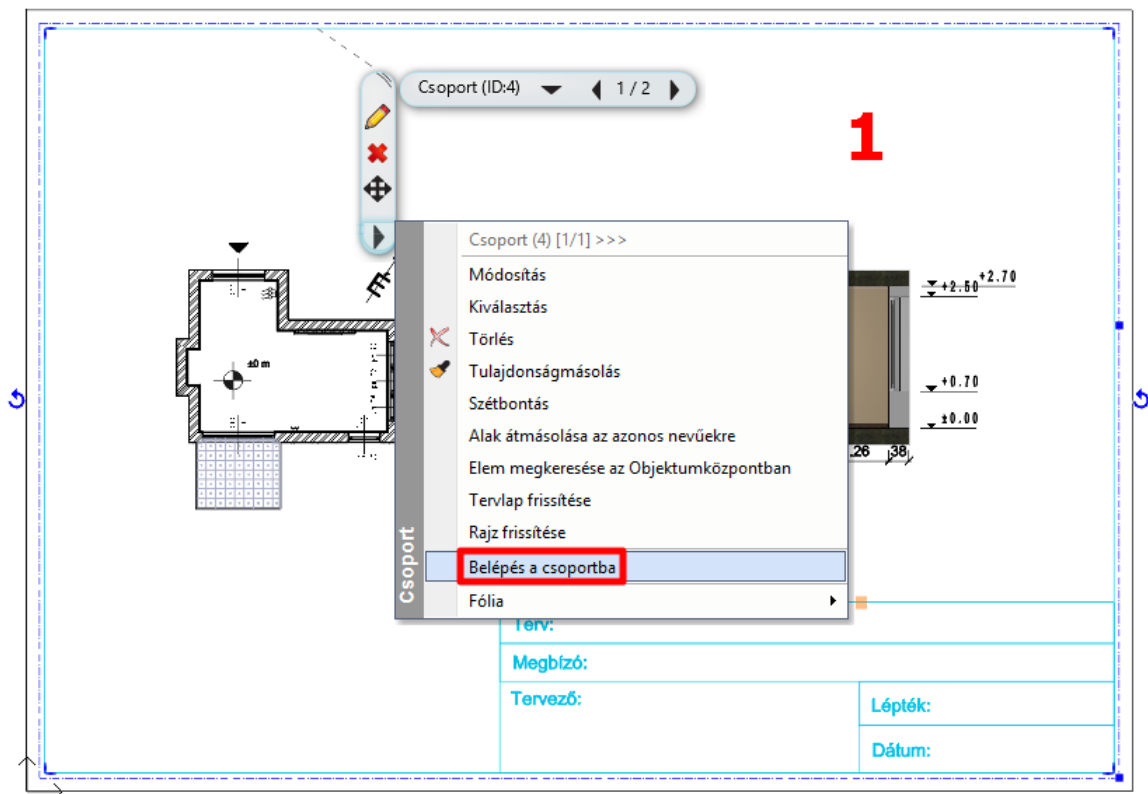 Csoport (ID:4) 1 / 2
1
Csoport (4) [1/1] >>>
Módosítás
Kiválasztás
Törlés
Tulajdonságmásolás
Szétbontás
Alak átmásolása az azonos nevűekre
Elem megkeresése az Objektumközpontban
Tervlap frissítése
Rajz frissítése
Belépés a csoportba
Fólia
Csoport
±0 m
+2.70
+2.50
+0.70
±0.00
26 38
Terv:
Megbízó:
Tervező:
Lépték:
Dátum: